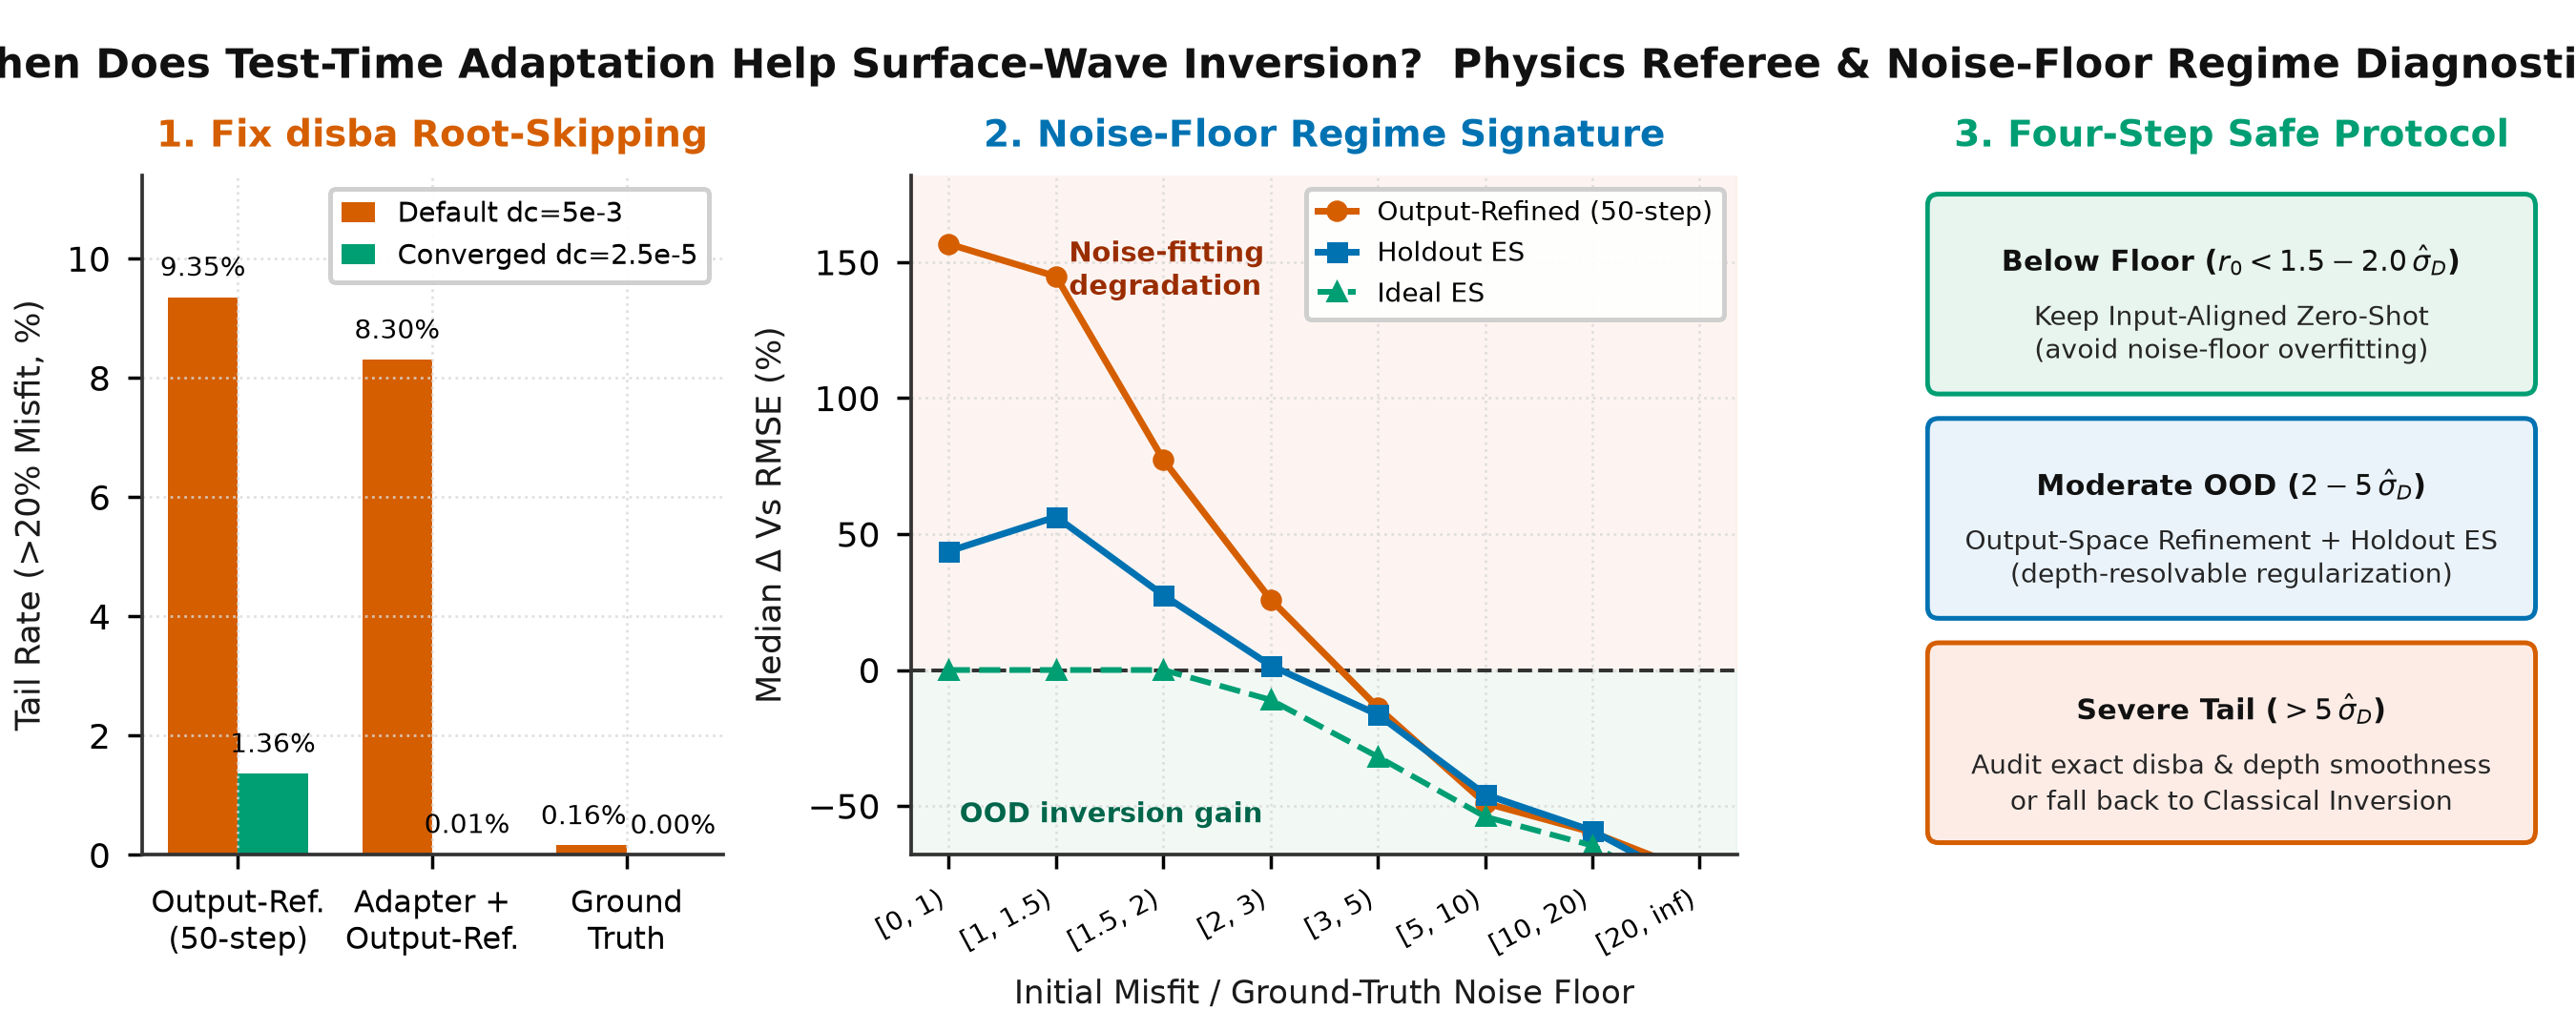 hen Does Test-Time Adaptation Help Surface-Wave Inversion? Physics Referee & Noise-Floor Regime Diagnosti
1. Fix disba Root-Skipping
Tail Rate (>20% Misfit, %)
10
8
6
4
2
0
Default dc=5e-3
Converged dc=2.5e-5
9.35%
1.36%
8.30%
0.01%
0.16%
0.00%
Output-Ref.
(50-step)
Adapter +
Output-Ref.
Ground
Truth
2. Noise-Floor Regime Signature
Median Δ Vs RMSE (%)
150
100
50
0
−50
Output-Refined (50-step)
Holdout ES
Ideal ES
Noise-fitting
degradation
OOD inversion gain
[0, 1)
[1, 1.5)
[1.5, 2)
[2, 3)
[3, 5)
[5, 10)
[10, 20)
[20, inf)
Initial Misfit / Ground-Truth Noise Floor
3. Four-Step Safe Protocol
Below Floor (r₀ < 1.5 − 2.0 σ̂_D)
Keep Input-Aligned Zero-Shot
(avoid noise-floor overfitting)
Moderate OOD (2 − 5 σ̂_D)
Output-Space Refinement + Holdout ES
(depth-resolvable regularization)
Severe Tail ( > 5 σ̂_D)
Audit exact disba & depth smoothness
or fall back to Classical Inversion